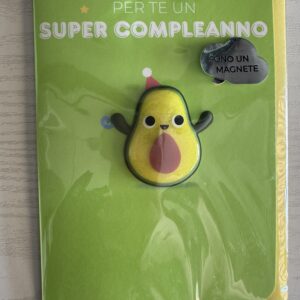 PER TE UN
SUPER COMPLEANNO
SONO UN
MAGNETE